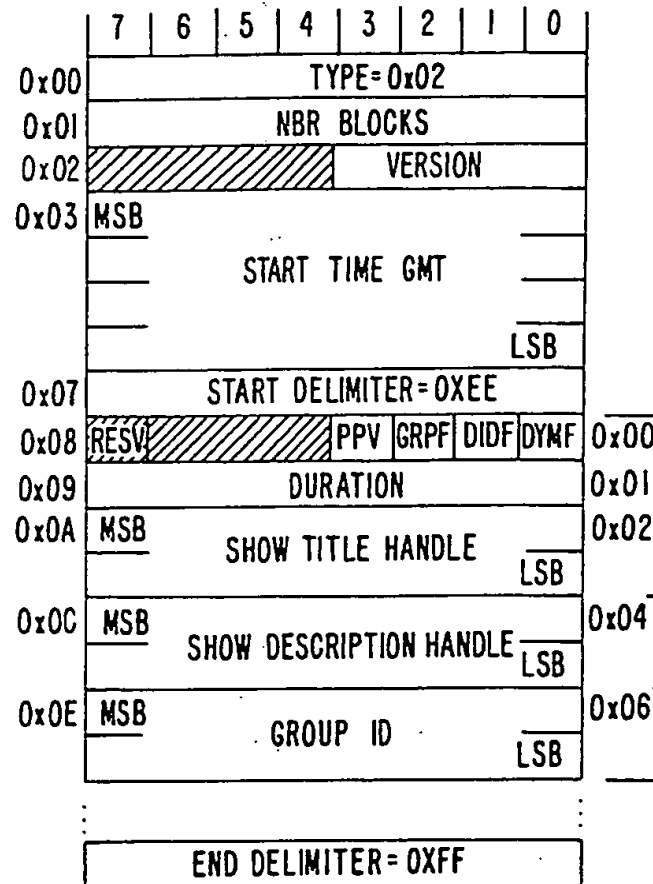 7 6 5 4 3 2 1 0
0x00 TYPE=0x02
0x01 NBR BLOCKS
0x02 VERSION
0x03 MSB
START TIME GMT
LSB
0x07 START DELIMITER=0XEE
0x08 RESV PPV GRPF DIDF DYMF 0x00
0x09 DURATION 0x01
0x0A MSB 0x02
SHOW TITLE HANDLE
LSB
0x0C MSB 0x04
SHOW DESCRIPTION HANDLE
LSB
0x0E MSB 0x06
GROUP ID
LSB
END DELIMITER=0XFF